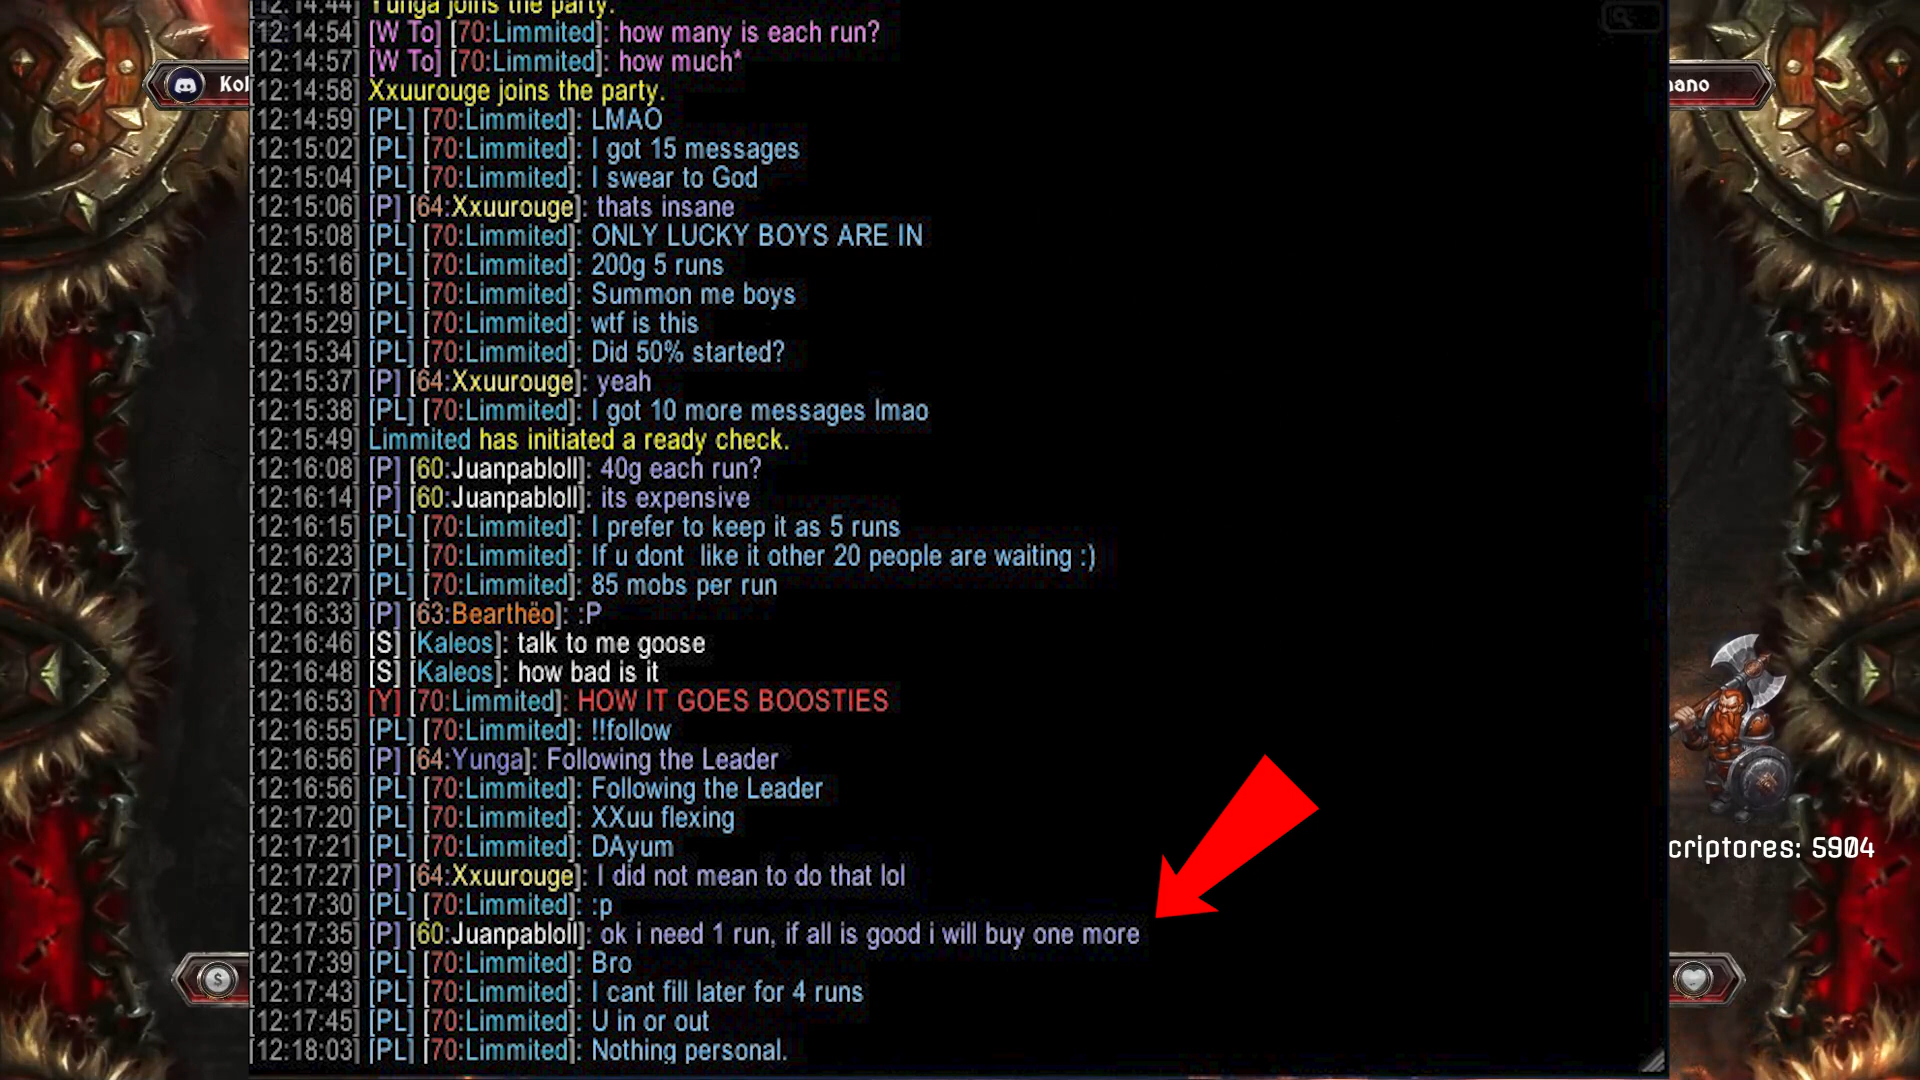 [12:14:44] Yunga joins the party.
[12:14:54] [W To] [70:Limmited]: how many is each run?
[12:14:57] [W To] [70:Limmited]: how much*
Kol
[12:14:58] Xxuurouge joins the party.
ano
[12:14:59] [PL] [70:Limmited]: LMAO
[12:15:02] [PL] [70:Limmited]: I got 15 messages
[12:15:04] [PL] [70:Limmited]: I swear to God
[12:15:06] [P] [64:Xxuurouge]: thats insane
[12:15:08] [PL] [70:Limmited]: ONLY LUCKY BOYS ARE IN
[12:15:16] [PL] [70:Limmited]: 200g 5 runs
[12:15:18] [PL] [70:Limmited]: Summon me boys
[12:15:29] [PL] [70:Limmited]: wtf is this
[12:15:34] [PL] [70:Limmited]: Did 50% started?
[12:15:37] [P] [64:Xxuurouge]: yeah
[12:15:38] [PL] [70:Limmited]: I got 10 more messages lmao
[12:15:49] Limmited has initiated a ready check.
[12:16:08] [P] [60:Juanpabloll]: 40g each run?
[12:16:14] [P] [60:Juanpabloll]: its expensive
[12:16:15] [PL] [70:Limmited]: I prefer to keep it as 5 runs
[12:16:23] [PL] [70:Limmited]: If u dont  like it other 20 people are waiting :)
[12:16:27] [PL] [70:Limmited]: 85 mobs per run
[12:16:33] [P] [63:Bearthëo]: :P
[12:16:46] [S] [Kaleos]: talk to me goose
[12:16:48] [S] [Kaleos]: how bad is it
[12:16:53] [Y] [70:Limmited]: HOW IT GOES BOOSTIES
[12:16:55] [PL] [70:Limmited]: !!follow
[12:16:56] [P] [64:Yunga]: Following the Leader
[12:16:56] [PL] [70:Limmited]: Following the Leader
[12:17:20] [PL] [70:Limmited]: XXuu flexing
[12:17:21] [PL] [70:Limmited]: DAyum
criptores: 5904
[12:17:27] [P] [64:Xxuurouge]: I did not mean to do that lol
[12:17:30] [PL] [70:Limmited]: :p
[12:17:35] [P] [60:Juanpabloll]: ok i need 1 run, if all is good i will buy one more
[12:17:39] [PL] [70:Limmited]: Bro
[12:17:43] [PL] [70:Limmited]: I cant fill later for 4 runs
[12:17:45] [PL] [70:Limmited]: U in or out
[12:18:03] [PL] [70:Limmited]: Nothing personal.